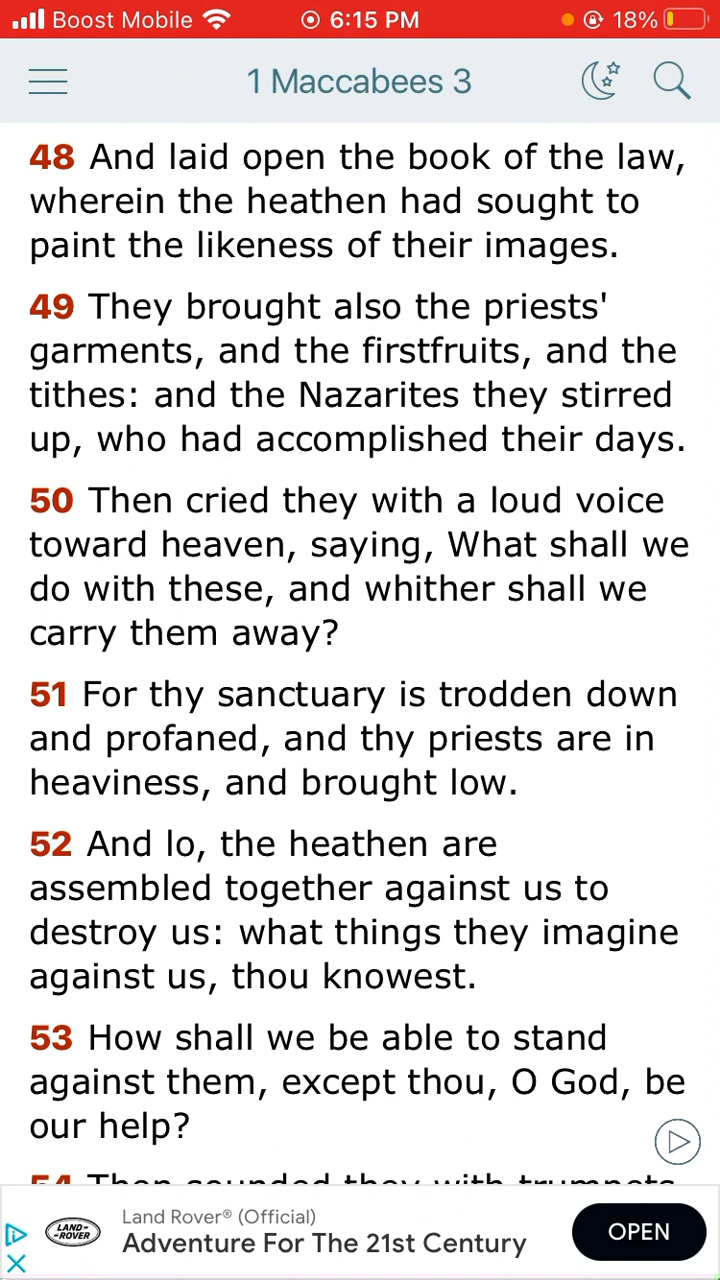 Boost Mobile 6:15 PM 18%
1 Maccabees 3
48 And laid open the book of the law,
wherein the heathen had sought to
paint the likeness of their images.
49 They brought also the priests'
garments, and the firstfruits, and the
tithes: and the Nazarites they stirred
up, who had accomplished their days.
50 Then cried they with a loud voice
toward heaven, saying, What shall we
do with these, and whither shall we
carry them away?
51 For thy sanctuary is trodden down
and profaned, and thy priests are in
heaviness, and brought low.
52 And lo, the heathen are
assembled together against us to
destroy us: what things they imagine
against us, thou knowest.
53 How shall we be able to stand
against them, except thou, O God, be
our help?
54 Then sounded they with trumpets
LAND-
-ROVER
Land Rover® (Official)
Adventure For The 21st Century
OPEN